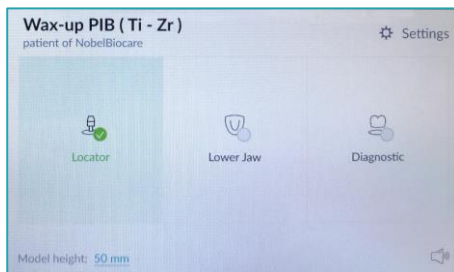 Wax-up PIB ( Ti - Zr )
patient of NobelBiocare
Settings
Locator
Lower Jaw
Diagnostic
Model height: 50 mm